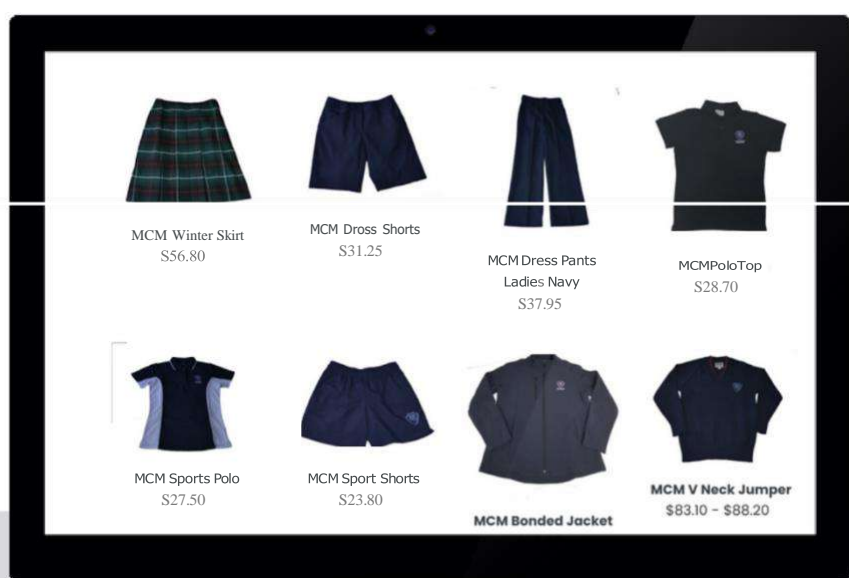 MCM Winter Skirt
S56.80
MCM Dross Shorts
S31.25
MCM Dress Pants
Ladies Navy
S37.95
MCMPoloTop
S28.70
MCM Sports Polo
S27.50
MCM Sport Shorts
S23.80
MCM Bonded Jacket
MCM V Neck Jumper
$83.10 - $88.20